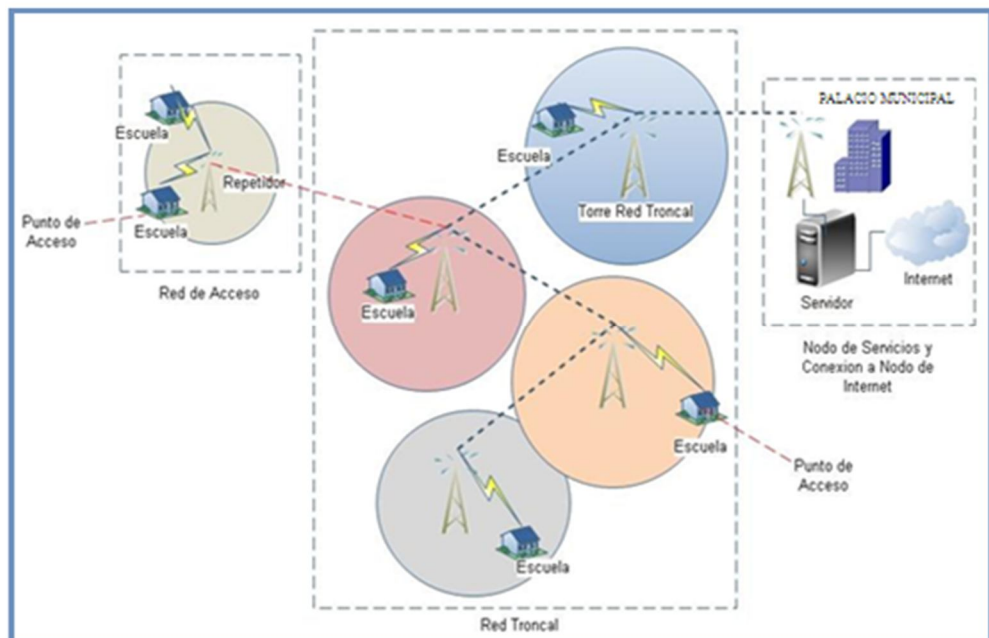 Escuela
Repetidor
Escuela
Punto de
Acceso
Red de Acceso
Escuela
Torre Red Troncal
Escuela
Escuela
Escuela
Punto de
Acceso
Red Troncal
PALACIO MUNICIPAL
Servidor
Internet
Nodo de Servicios y
Conexion a Nodo de
Internet